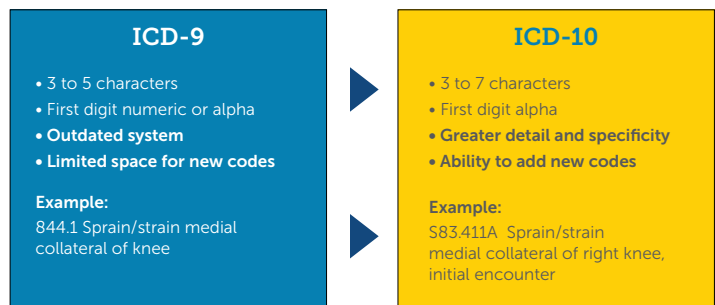 ICD-9
• 3 to 5 characters
• First digit numeric or alpha
• Outdated system
• Limited space for new codes
Example:
844.1 Sprain/strain medial
collateral of knee
ICD-10
• 3 to 7 characters
• First digit alpha
• Greater detail and specificity
• Ability to add new codes
Example:
S83.411A Sprain/strain
medial collateral of right knee,
initial encounter